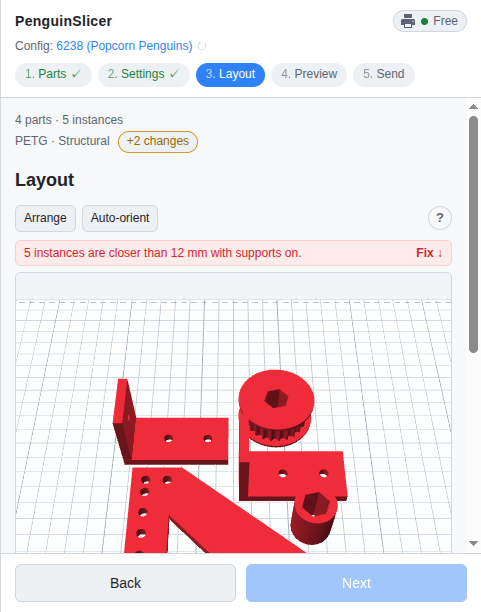 PenguinSlicer
Free
Config: 6238 (Popcorn Penguins)
1. Parts ✓ 2. Settings ✓ 3. Layout 4. Preview 5. Send
4 parts · 5 instances
PETG · Structural +2 changes
Layout
Arrange Auto-orient ?
5 instances are closer than 12 mm with supports on. Fix ↓
Back Next